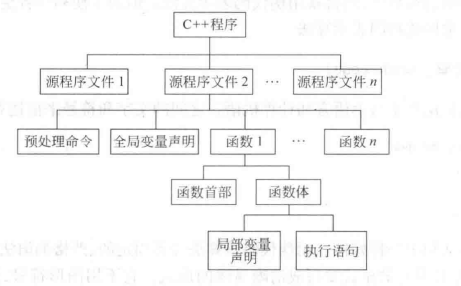 C++程序
源程序文件 1 源程序文件 2 … 源程序文件 n
预处理命令 全局变量声明 函数 1 … 函数 n
函数首部 函数体
局部变量 执行语句
声明